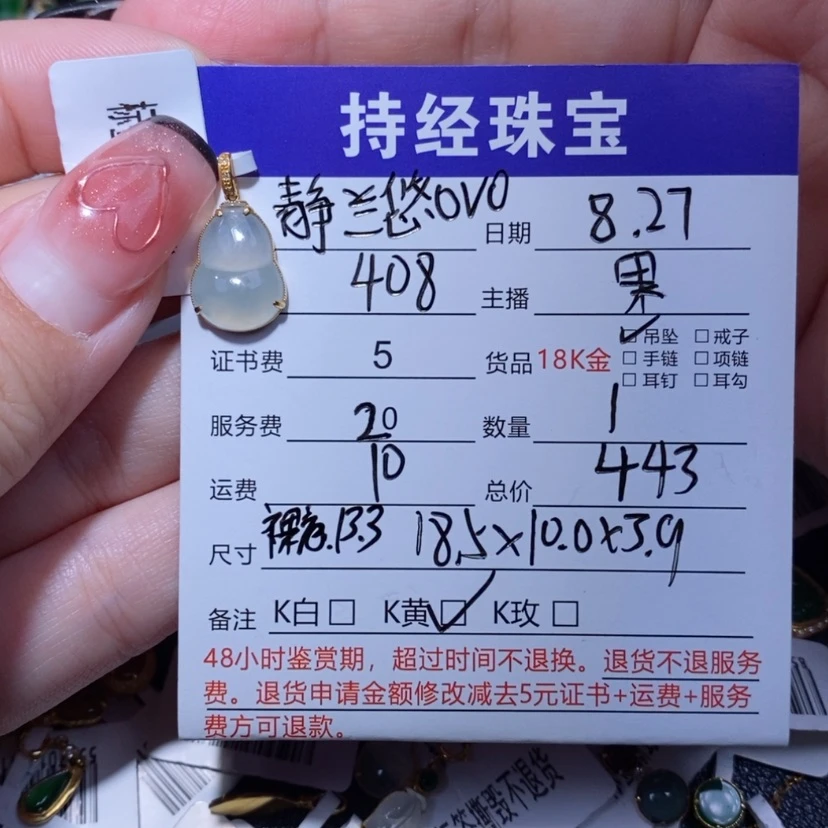 持经珠宝
静兰悠OVO 日期 8.27
408 主播 果
证书费 5 货品 18K金 ☑吊坠 □戒子
□手链 □项链
□耳钉 □耳勾
服务费 20 数量 1
运费 10 总价 443
尺寸 裸高.13.3 18.5×10.0×3.9
备注 K白□ K黄☑ K玫□
48小时鉴赏期，超过时间不退换。退货不退服务
费。退货申请金额修改减去5元证书+运费+服务
费方可退款。